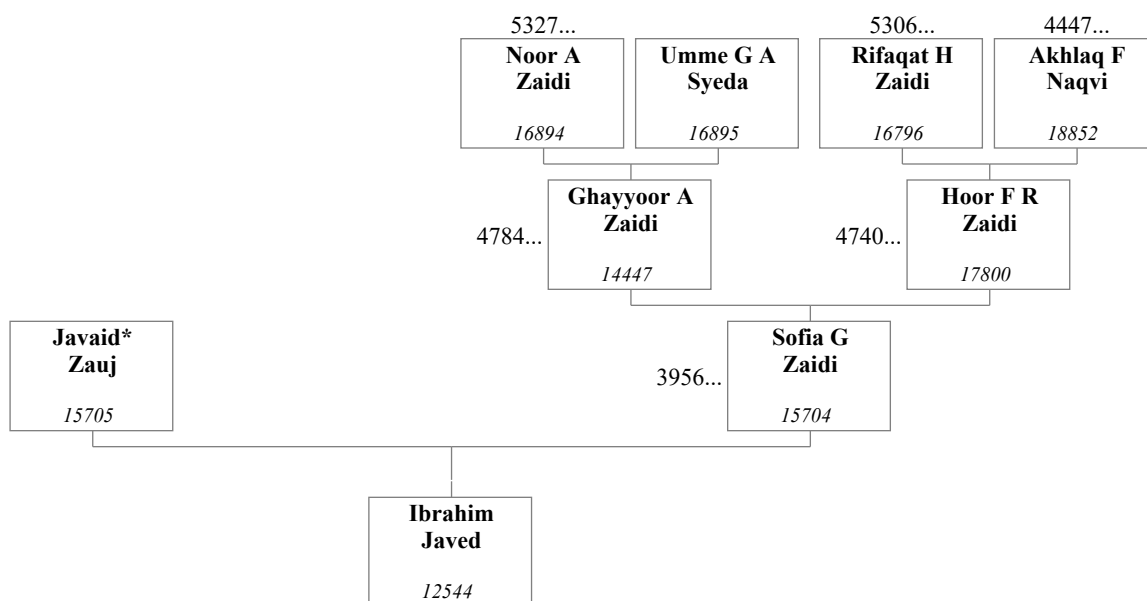 5327... 5306... 4447...
Noor A Umme G A Rifaqat H Akhlaq F
Zaidi Syeda Zaidi Naqvi
16894 16895 16796 18852
Ghayyoor A Hoor F R
Zaidi Zaidi
4784... 4740...
14447 17800
Javaid* Sofia G
Zauj Zaidi
3956...
15705 15704
Ibrahim
Javed
12544